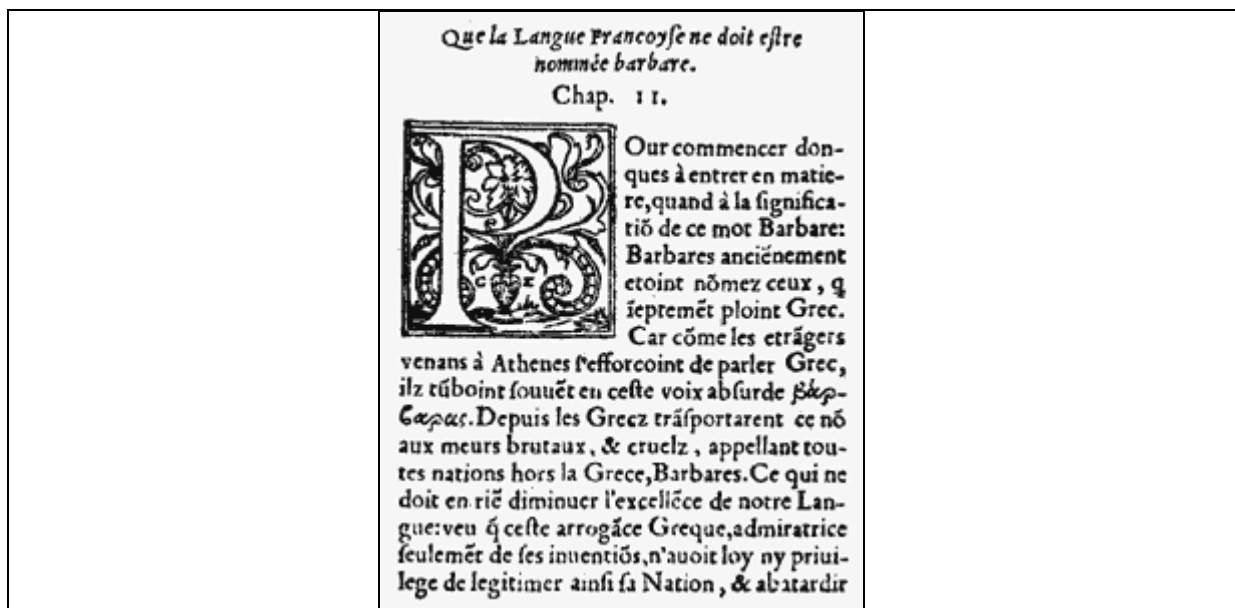 Que la Langue Francoyſe ne doit eſtre
nommée barbare.
Chap. II.
POur commencer don-
ques à entrer en matie-
re, quand à la ſignifica-
tiõ de ce mot Barbare:
Barbares anciẽnement
etoint nõmez ceux, q
ĩeptemẽt ploint Grec.
Car cõme les etrãgers
venans à Athenes ſ'efforcoint de parler Grec,
ilz tũboint ſouuẽt en ceſte voix abſurde βάρ-
βαρας. Depuis les Grecz trãſportarent ce nõ
aux meurs brutaux, & cruelz, appellant tou-
tes nations hors la Grece, Barbares. Ce qui ne
doit en riẽ diminuer l'excellẽce de notre Lan-
gue: veu q̃ ceſte arrogãce Greque, admiratrice
ſeulemẽt de ſes inuentiõs, n'auoit loy ny priui-
lege de legitimer ainſi ſa Nation, & abatardir